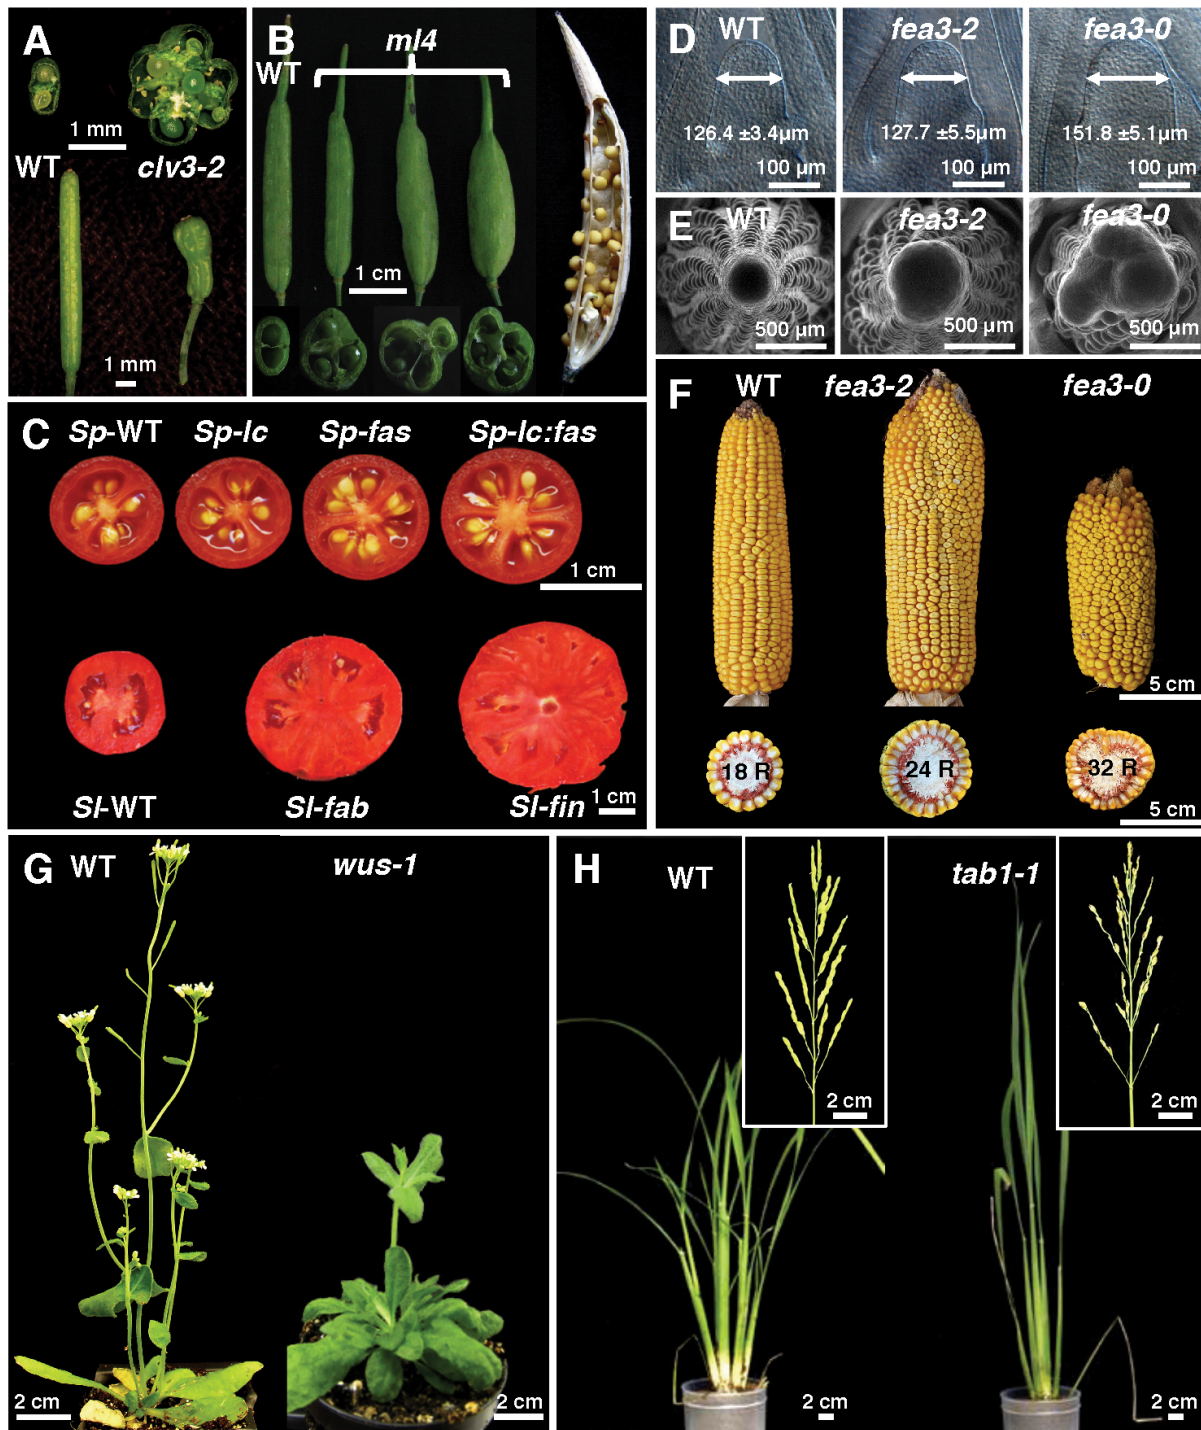 A
1 mm
WT
clv3-2
1 mm
B
ml4
WT
1 cm
C
Sp-WT
Sp-lc
Sp-fas
Sp-lc:fas
1 cm
Sl-WT
Sl-fab
Sl-fin
1 cm
D
WT
fea3-2
fea3-0
126.4 ±3.4µm
127.7 ±5.5µm
151.8 ±5.1µm
100 µm
100 µm
100 µm
E
WT
fea3-2
fea3-0
500 µm
500 µm
500 µm
F
WT
fea3-2
fea3-0
5 cm
18 R
24 R
32 R
5 cm
G
WT
wus-1
2 cm
2 cm
H
WT
tab1-1
2 cm
2 cm
2 cm
2 cm